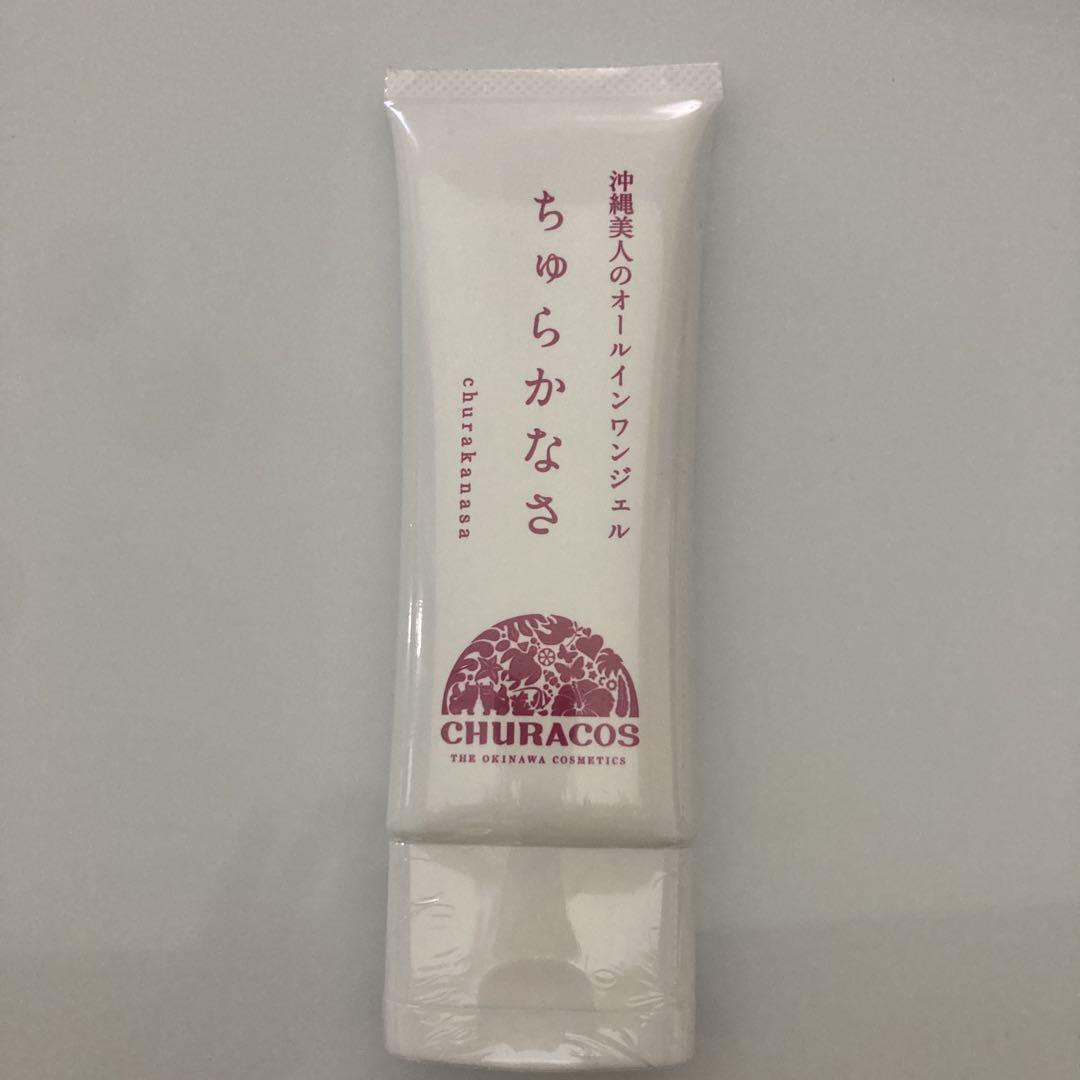 沖縄美人のオールインワンジェル
ちゅらかなさ
churakanasa
CHURACOS
THE OKINAWA COSMETICS